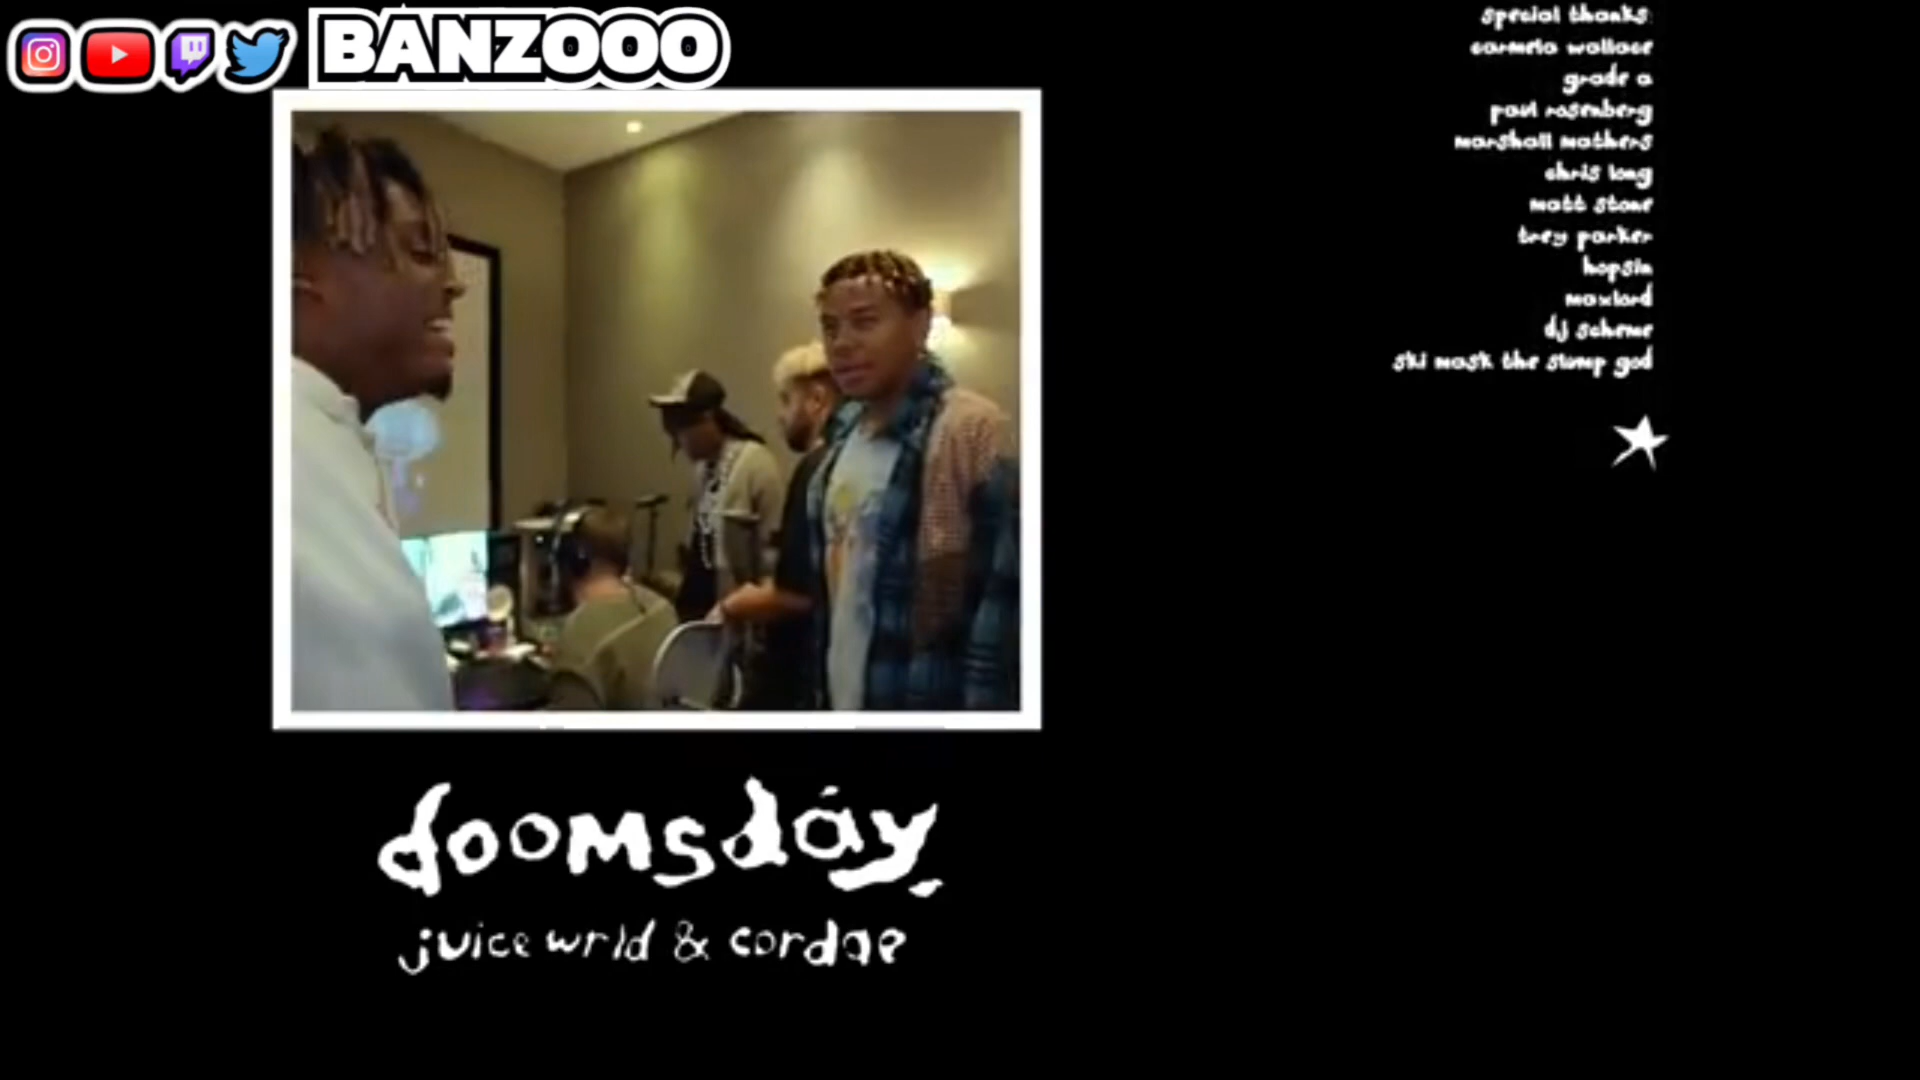 BANZOOO
special thanks
carmela wallace
grade a
paul rosenberg
marshall mathers
chris long
matt stone
trey parker
hopsin
maxlord
dj scheme
ski mask the slump god
doomsday.
juice wrld & cordae